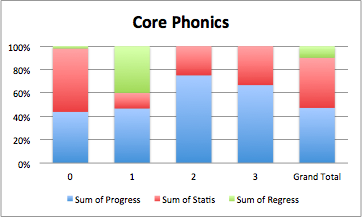 Core Phonics
100%
80%
60%
40%
20%
0%
0 1 2 3 Grand Total
Sum of Progress Sum of Statis Sum of Regress